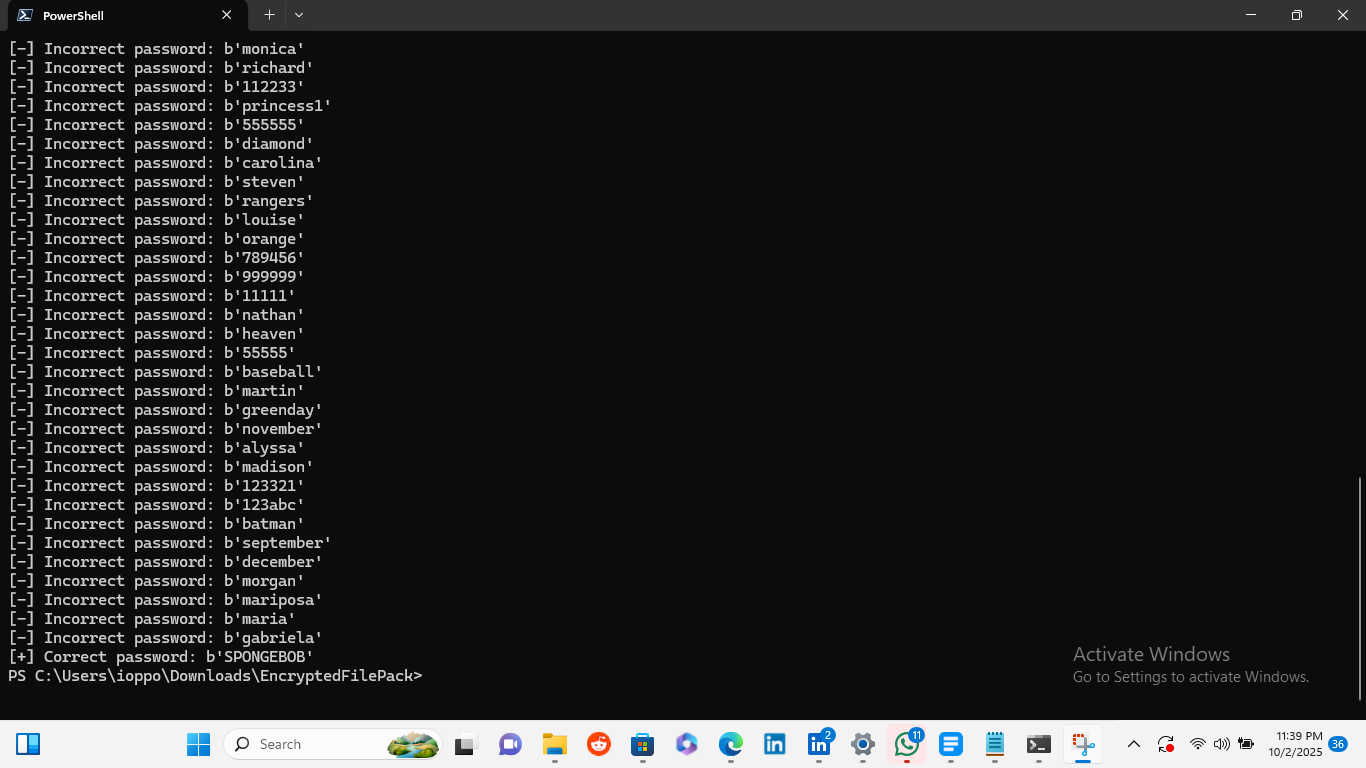 PowerShell
[-] Incorrect password: b'monica'
[-] Incorrect password: b'richard'
[-] Incorrect password: b'112233'
[-] Incorrect password: b'princess1'
[-] Incorrect password: b'555555'
[-] Incorrect password: b'diamond'
[-] Incorrect password: b'carolina'
[-] Incorrect password: b'steven'
[-] Incorrect password: b'rangers'
[-] Incorrect password: b'louise'
[-] Incorrect password: b'orange'
[-] Incorrect password: b'789456'
[-] Incorrect password: b'999999'
[-] Incorrect password: b'11111'
[-] Incorrect password: b'nathan'
[-] Incorrect password: b'heaven'
[-] Incorrect password: b'55555'
[-] Incorrect password: b'baseball'
[-] Incorrect password: b'martin'
[-] Incorrect password: b'greenday'
[-] Incorrect password: b'november'
[-] Incorrect password: b'alyssa'
[-] Incorrect password: b'madison'
[-] Incorrect password: b'123321'
[-] Incorrect password: b'123abc'
[-] Incorrect password: b'batman'
[-] Incorrect password: b'september'
[-] Incorrect password: b'december'
[-] Incorrect password: b'morgan'
[-] Incorrect password: b'mariposa'
[-] Incorrect password: b'maria'
[-] Incorrect password: b'gabriela'
[+] Correct password: b'SPONGEBOB'
PS C:\Users\ioppo\Downloads\EncryptedFilePack>
Activate Windows
Go to Settings to activate Windows.
Search
in
in 2
11
11:39 PM
10/2/2025
36